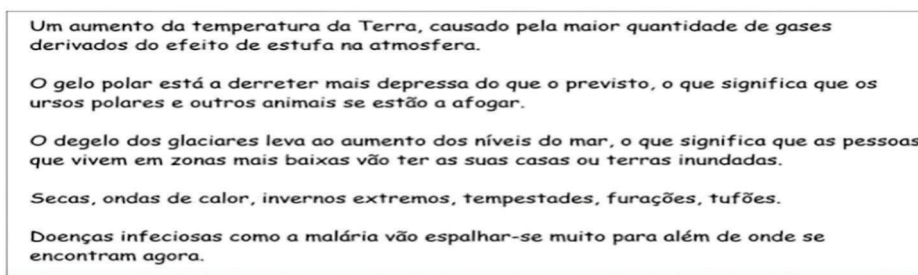 Um aumento da temperatura da Terra, causado pela maior quantidade de gases
derivados do efeito de estufa na atmosfera.
O gelo polar está a derreter mais depressa do que o previsto, o que significa que os
ursos polares e outros animais se estão a afogar.
O degelo dos glaciares leva ao aumento dos níveis do mar, o que significa que as pessoas
que vivem em zonas mais baixas vão ter as suas casas ou terras inundadas.
Secas, ondas de calor, invernos extremos, tempestades, furações, tufões.
Doenças infeciosas como a malária vão espalhar-se muito para além de onde se
encontram agora.